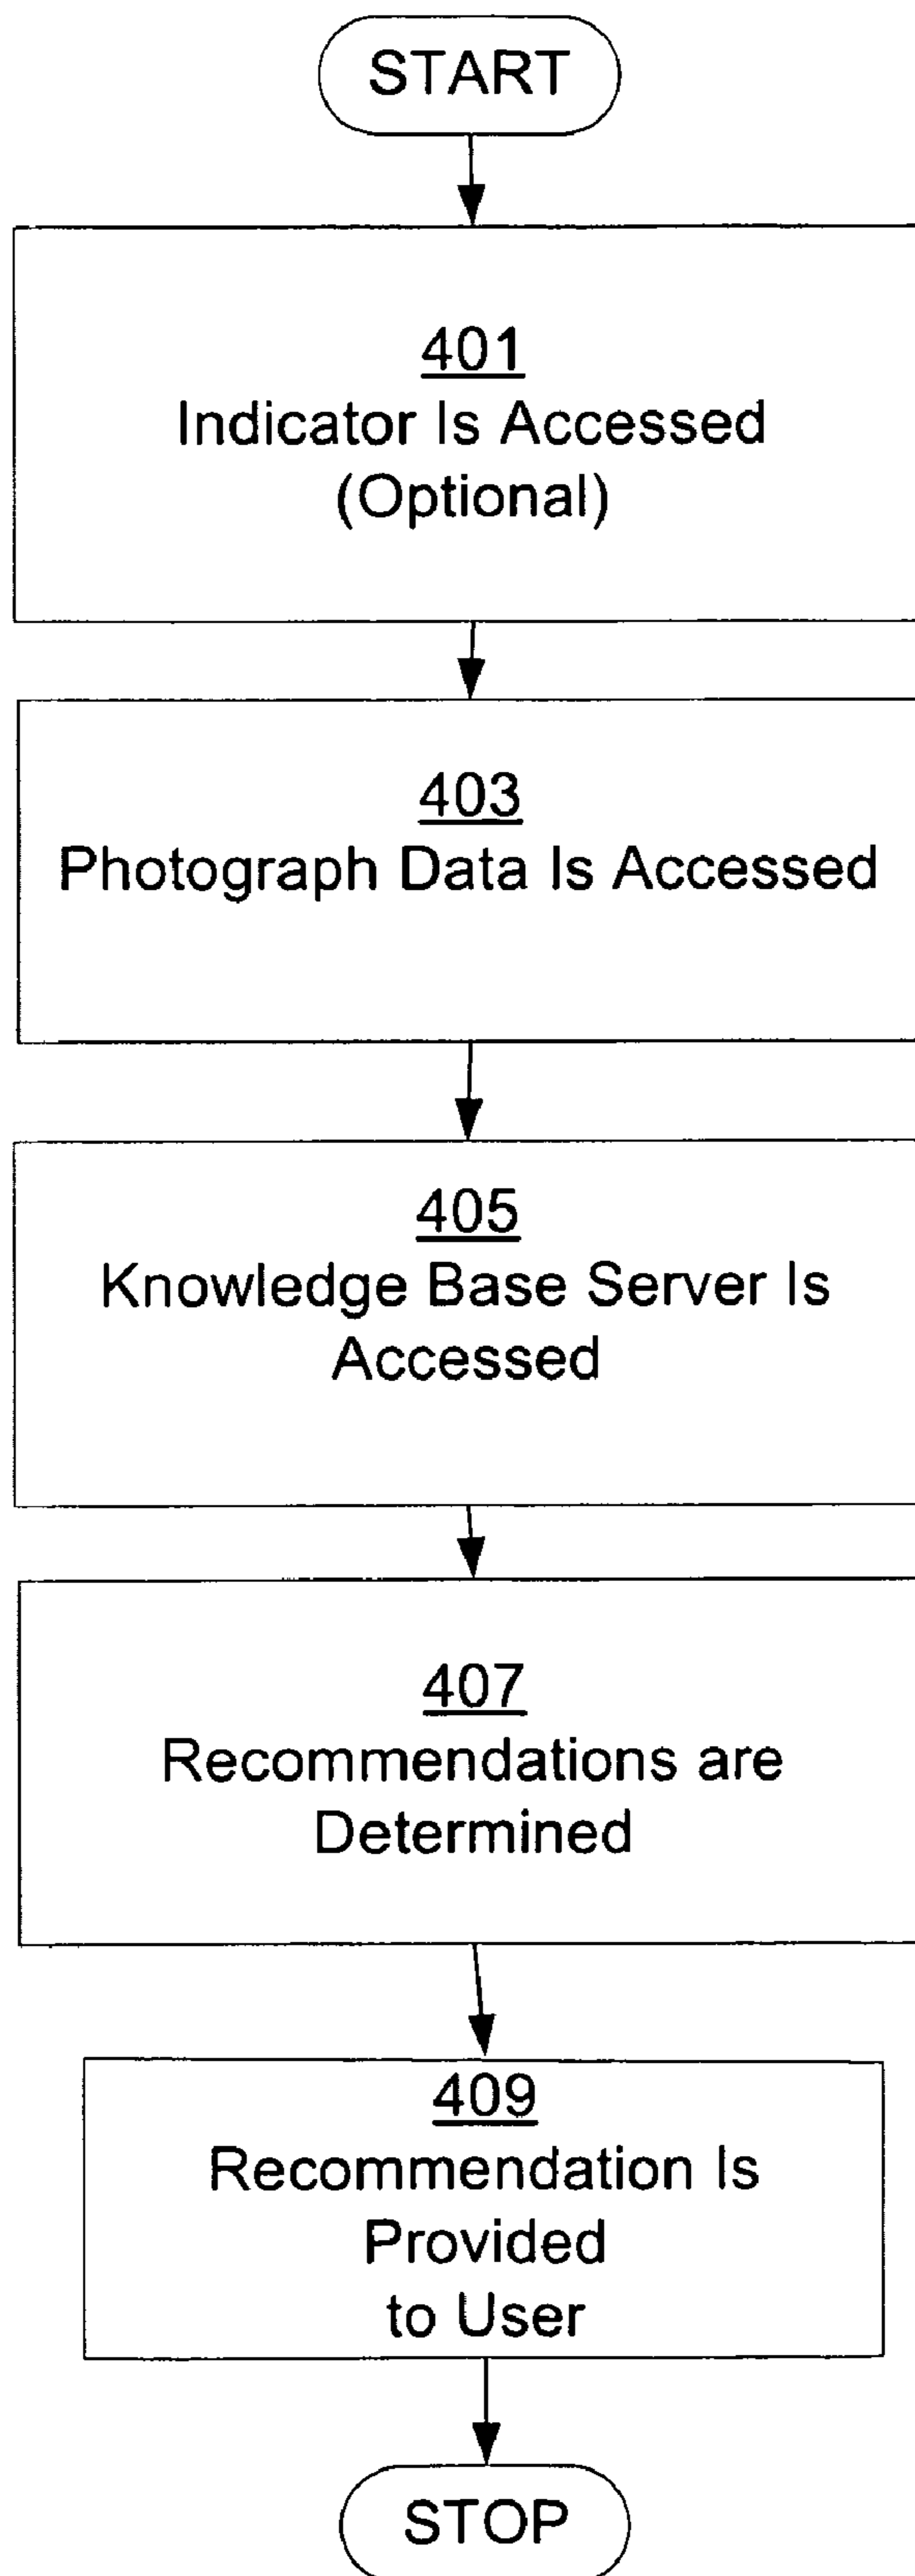 START
401
Indicator Is Accessed
(Optional)
403
Photograph Data Is Accessed
405
Knowledge Base Server Is
Accessed
407
Recommendations are
Determined
409
Recommendation Is
Provided
to User
STOP